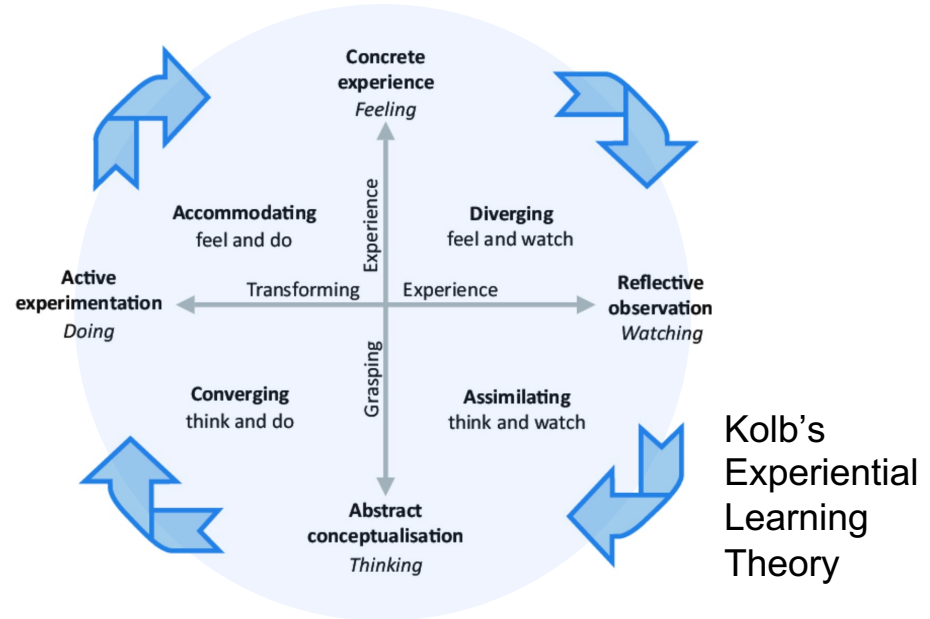 Concrete
experience
Feeling
Accommodating
feel and do
Diverging
feel and watch
Experience
Active
experimentation
Doing
Transforming
Experience
Reflective
observation
Watching
Grasping
Converging
think and do
Assimilating
think and watch
Abstract
conceptualisation
Thinking
Kolb’s
Experiential
Learning
Theory